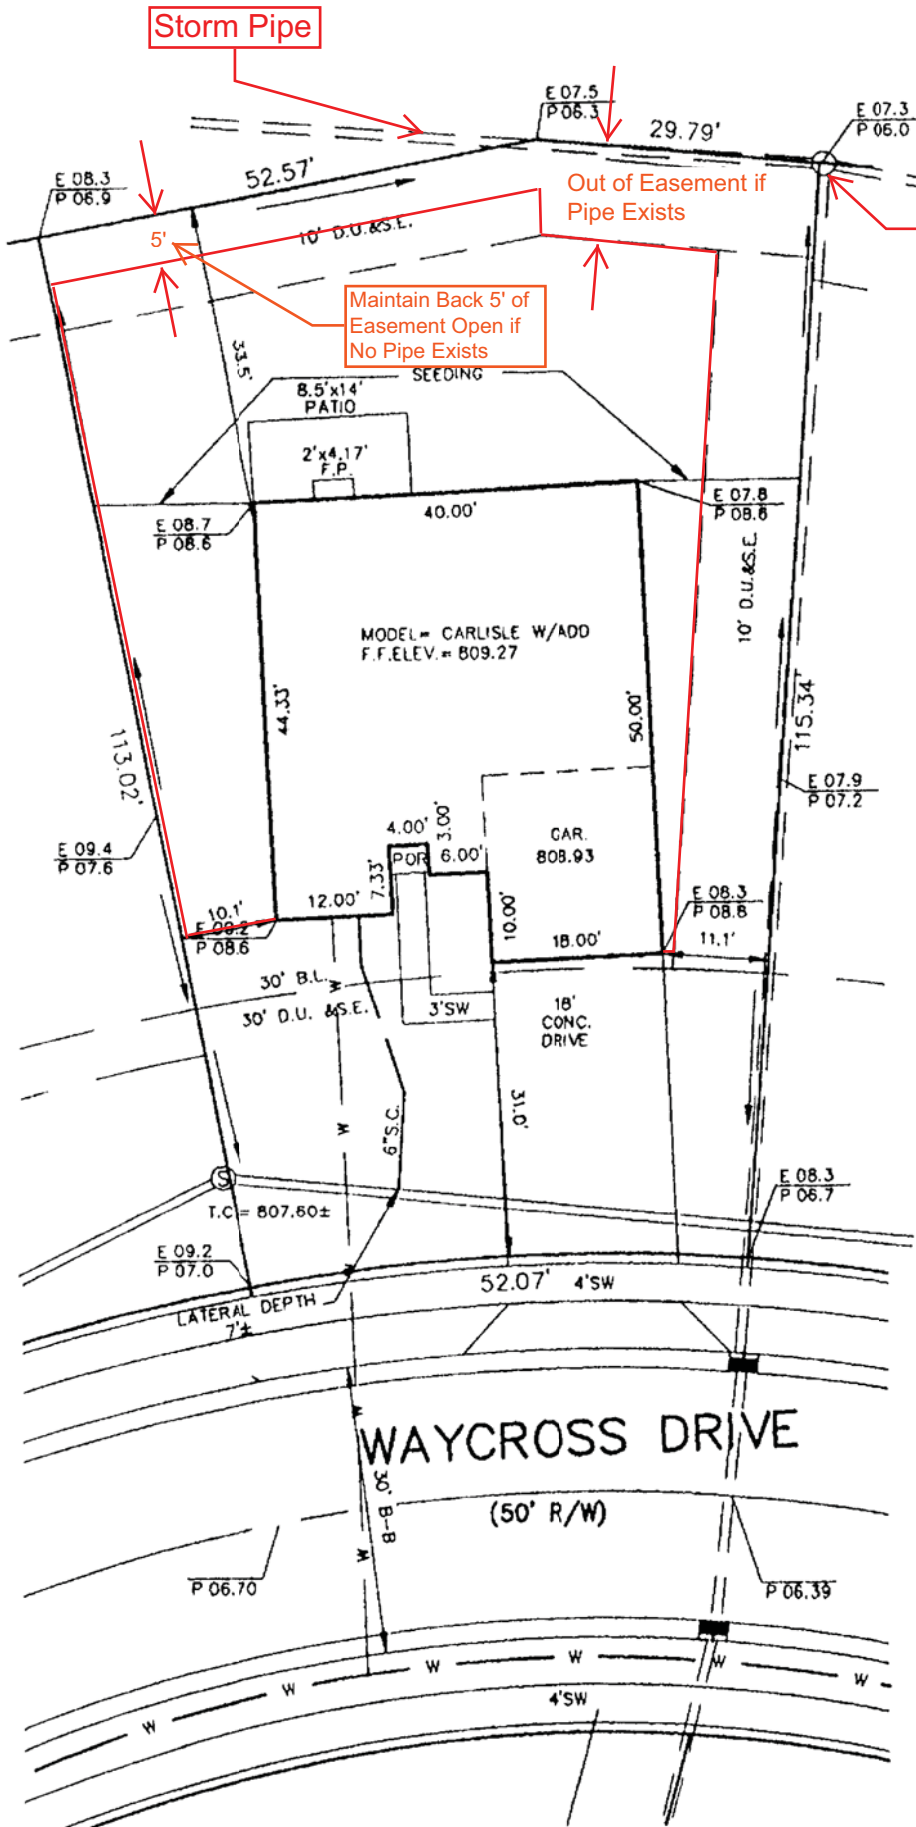 Storm Pipe
E 07.5
P 06.3
29.79'
E 07.3
P 06.0
52.57'
E 08.3
P 06.9
Out of Easement if
Pipe Exists
5'
10' D.U.&S.E.
Maintain Back 5' of
Easement Open if
No Pipe Exists
33.5'
SEEDING
8.5'x14'
PATIO
2'x4.17'
F.P.
E 08.7
P 08.6
40.00'
E 07.8
P 08.6
10' D.U.&S.E.
MODEL= CARLISLE W/ADD
F.F.ELEV.= 809.27
44.33'
50.00'
115.34'
113.02'
E 07.9
P 07.2
E 09.4
P 07.6
4.00'
3.00'
POR
6.00'
GAR.
808.93
7.33'
12.00'
10.1'
P 08.6
10.00'
18.00'
E 08.3
P 08.8
11.1'
30' B.L.
30' D.U. &S.E.
W
3'SW
18'
CONC.
DRIVE
31.0'
6"S.C.
W
S
T.C = 807.60±
E 08.3
P 06.7
E 09.2
P 07.0
W
52.07'
4'SW
LATERAL DEPTH
7'±
WAYCROSS DRIVE
(50' R/W)
W
30' B-B
W
P 06.70
P 06.39
W
W
W
W
W
W
4'SW